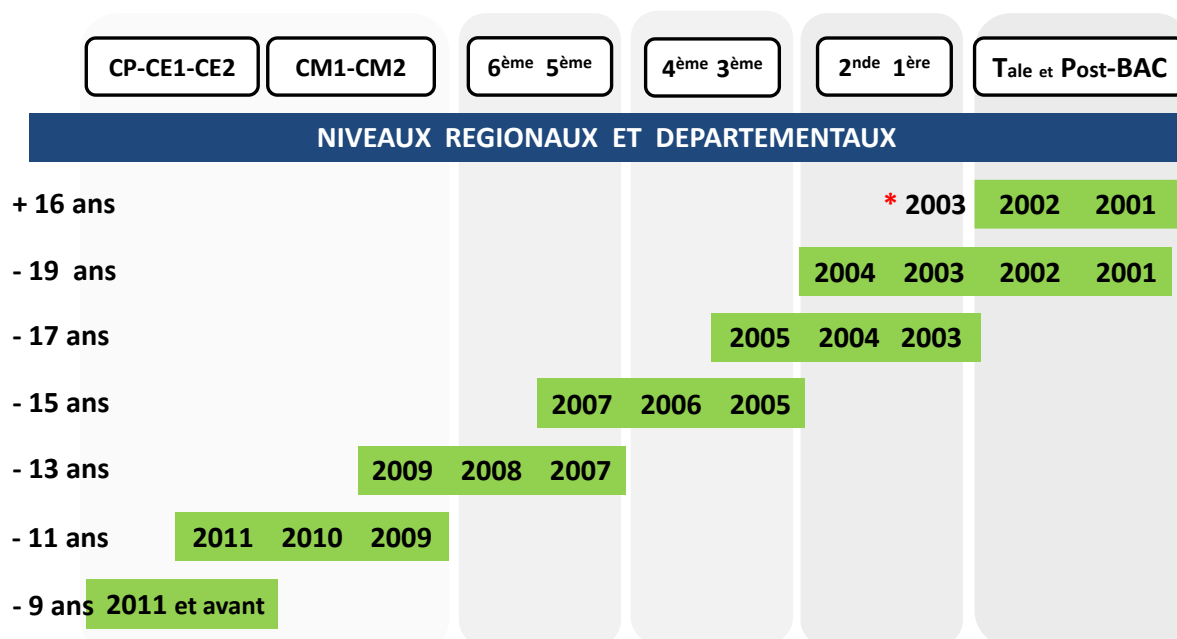 CP-CE1-CE2 CM1-CM2 6ème 5ème 4ème 3ème 2nde 1ère Tale et Post-BAC
NIVEAUX REGIONAUX ET DEPARTEMENTAUX
+ 16 ans * 2003 2002 2001
- 19 ans 2004 2003 2002 2001
- 17 ans 2005 2004 2003
- 15 ans 2007 2006 2005
- 13 ans 2009 2008 2007
- 11 ans 2011 2010 2009
- 9 ans 2011 et avant